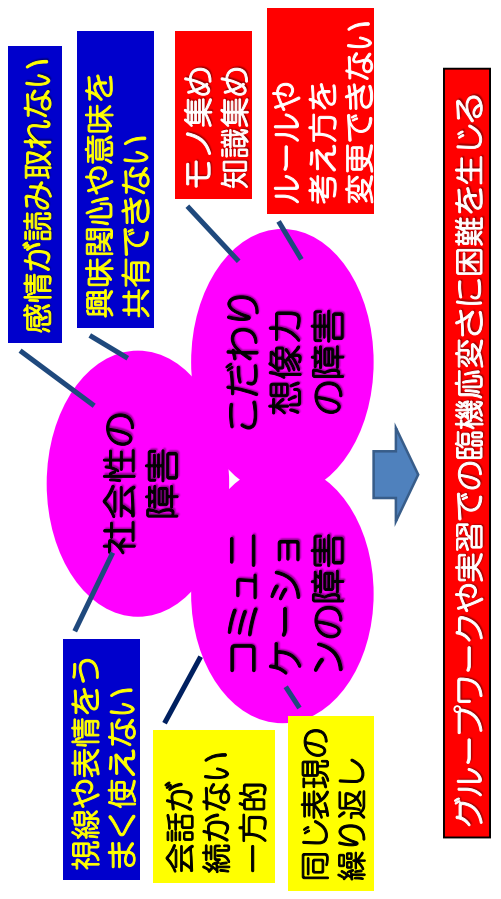 視線や表情をう
まく使えない
感情が読み取れない
興味関心や意味を
共有できない
社会性の
障害
会話が
続かない
一方的
同じ表現の
繰り返し
コミュニ
ケーショ
ンの障害
こだわり
想像力
の障害
モノ集め
知識集め
ルールや
考え方を
変更できない
グループワークや実習での臨機応変さに困難を生じる